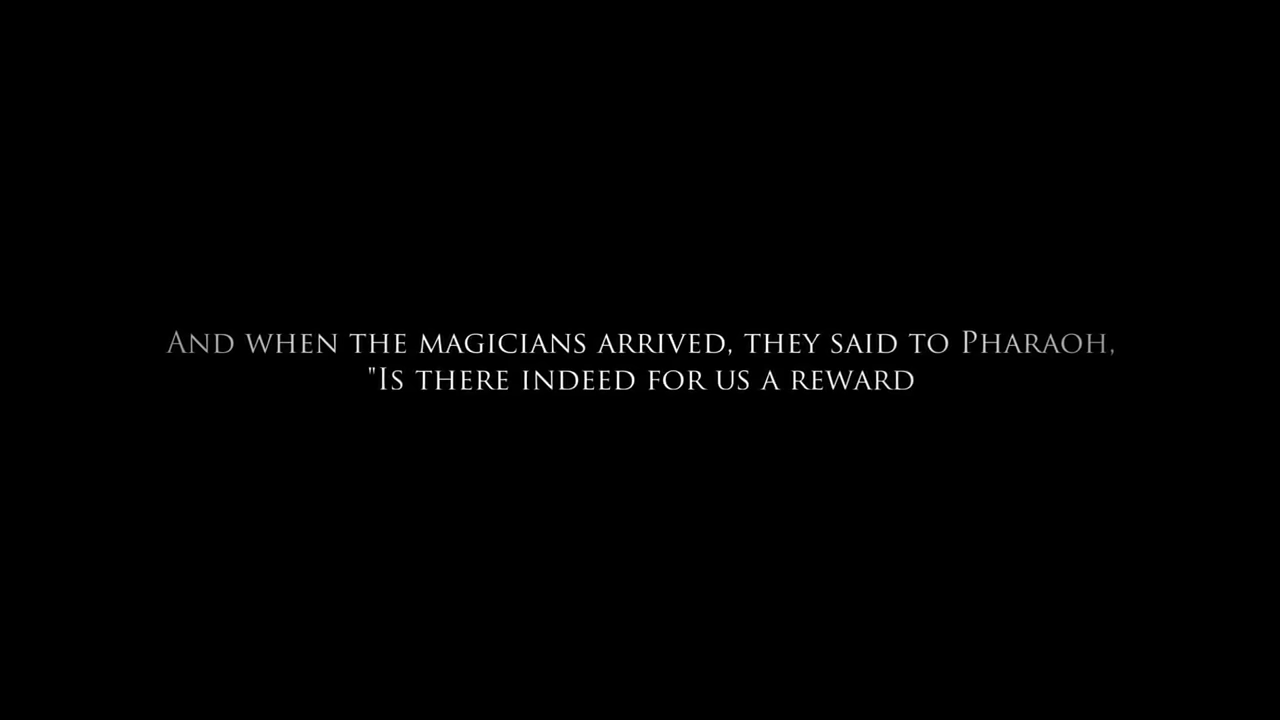 And when the magicians arrived, they said to Pharaoh,
"Is there indeed for us a reward